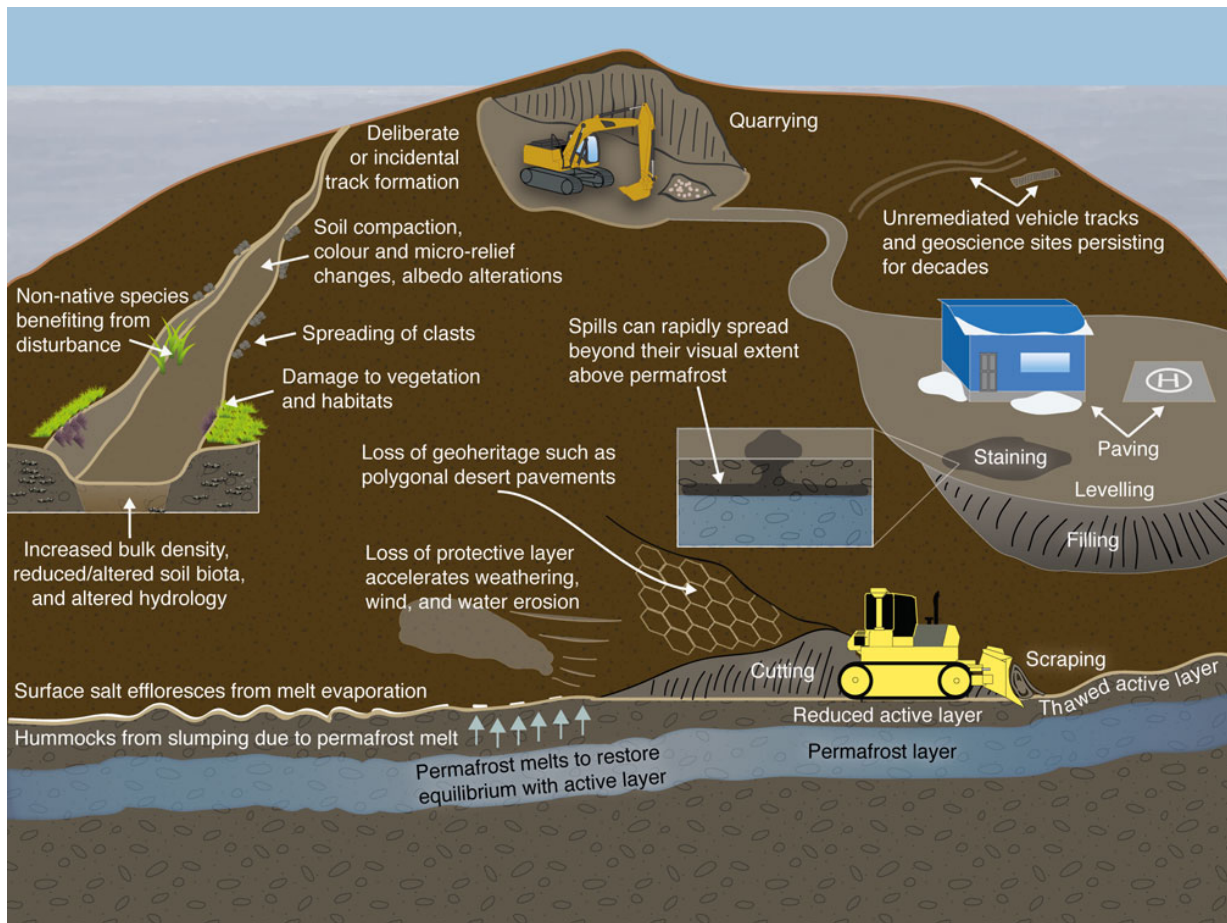 Deliberate
or incidental
track formation
Quarrying
Unremediated vehicle tracks
and geoscience sites persisting
for decades
Soil compaction,
colour and micro-relief
changes, albedo alterations
Non-native species
benefiting from
disturbance
Spreading of clasts
Damage to vegetation
and habitats
Spills can rapidly spread
beyond their visual extent
above permafrost
H
Paving
Staining
Levelling
Filling
Loss of geoheritage such as
polygonal desert pavements
Increased bulk density,
reduced/altered soil biota,
and altered hydrology
Loss of protective layer
accelerates weathering,
wind, and water erosion
Cutting
Scraping
Thawed active layer
Surface salt effloresces from melt evaporation
Reduced active layer
Hummocks from slumping due to permafrost melt
Permafrost layer
Permafrost melts to restore
equilibrium with active layer